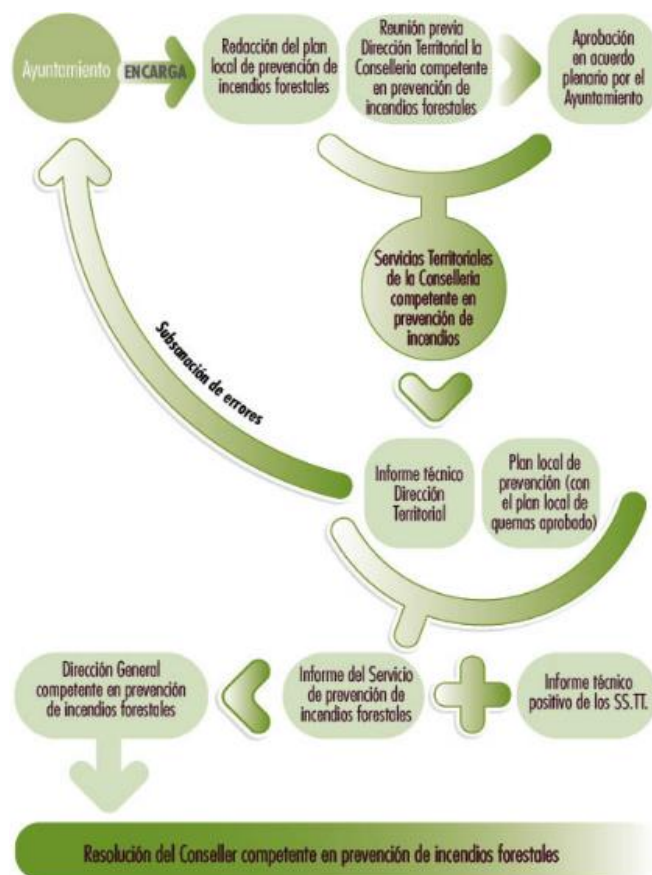 Ayuntamiento
ENCARGA
Redacción del plan
local de prevención de
incendios forestales
Reunión previa
Dirección Territorial la
Conselleria competente
en prevención de
incendios forestales
Aprobación
en acuerdo
plenario por el
Ayuntamiento
Servicios Territoriales
de la Conselleria
competente en
prevención de
incendios
Subsanación de errores
Informe técnico
Dirección
Territorial
Plan local de
prevención (con
el plan local de
quemas aprobado)
Dirección General
competente en prevención
de incendios forestales
Informe del Servicio
de prevención de
incendios forestales
Informe técnico
positivo de los SS.TT.
Resolución del Conseller competente en prevención de incendios forestales